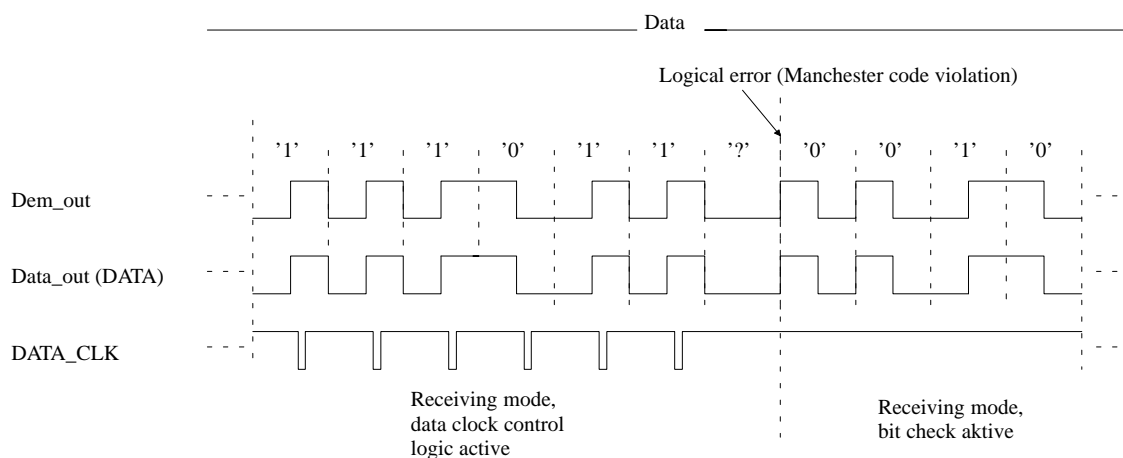 Data
Logical error (Manchester code violation)
'1' '1' '1' '0' '1' '1' '?' '0' '0' '1' '0'
Dem_out
Data_out (DATA)
DATA_CLK
Receiving mode,
data clock control
logic active
Receiving mode,
bit check aktive